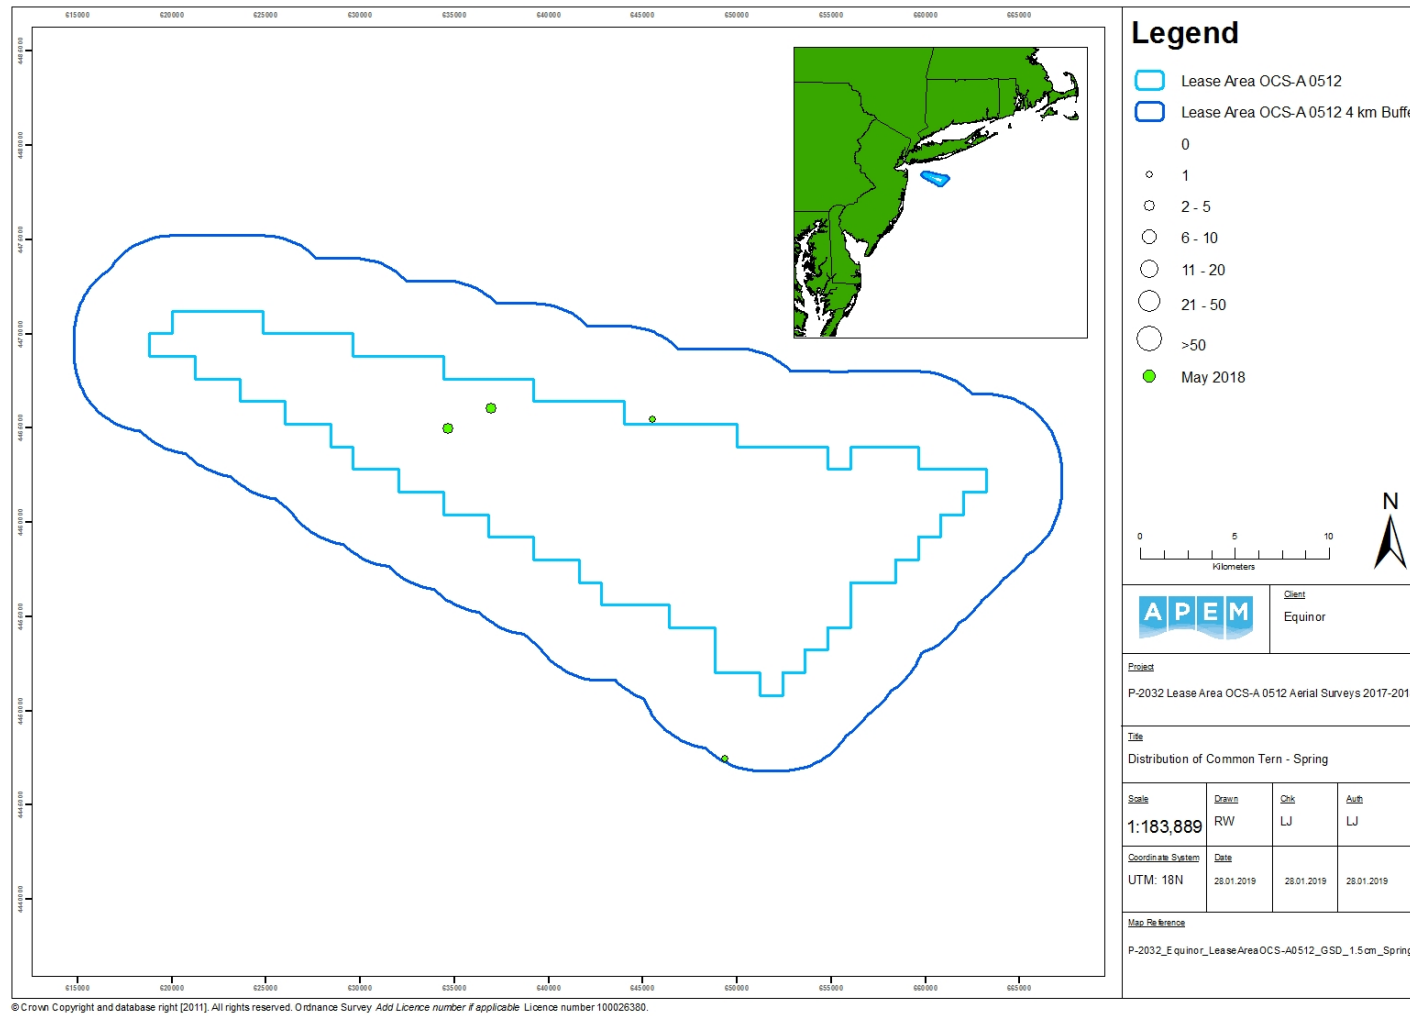 615000 620000 625000 630000 635000 640000 645000 650000 655000 660000 665000
Legend
Lease Area OCS-A 0512
Lease Area OCS-A 0512 4 km Buffe
0
1
2 - 5
6 - 10
11 - 20
21 - 50
>50
May 2018
N
0 5 10
Kilometers
APEM
Client
Equinor
Project
P-2032 Lease Area OCS-A 0512 Aerial Surveys 2017-201
Title
Distribution of Common Tern - Spring
Scale Drawn Chk Auth
1:183,889 RW LJ LJ
Coordinate System Date
UTM: 18N 28.01.2019 28.01.2019 28.01.2019
Map Reference
P-2032_Equinor_LeaseAreaOCS-A0512_GSD_1.5cm_Spring
615000 620000 625000 630000 635000 640000 645000 650000 655000 660000 665000
© Crown Copyright and database right [2011]. All rights reserved. Ordnance Survey Add Licence number if applicable Licence number 100026380.